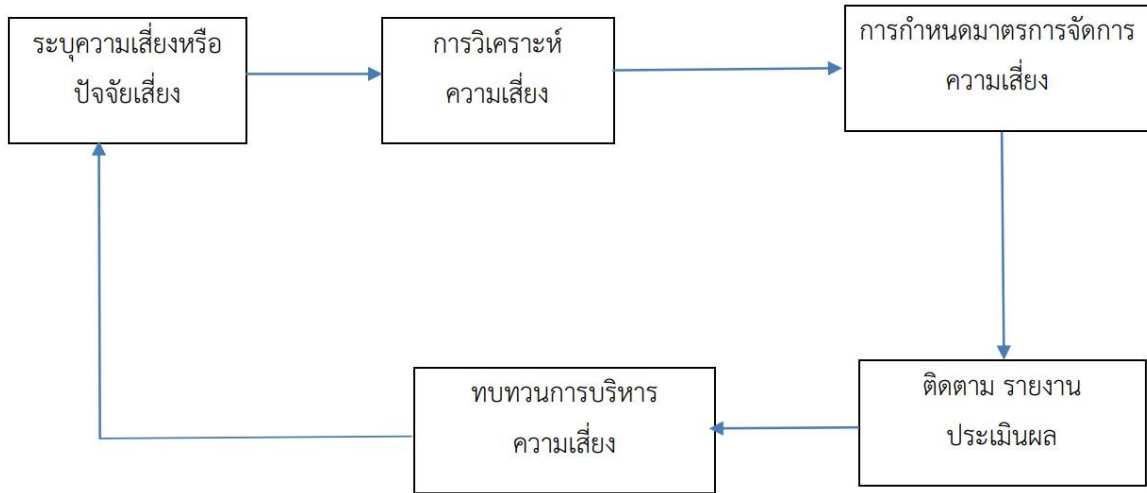 ระบุความเสี่ยงหรือ
ปัจจัยเสี่ยง
การวิเคราะห์
ความเสี่ยง
การกำหนดมาตรการจัดการ
ความเสี่ยง
ติดตาม รายงาน
ประเมินผล
ทบทวนการบริหาร
ความเสี่ยง